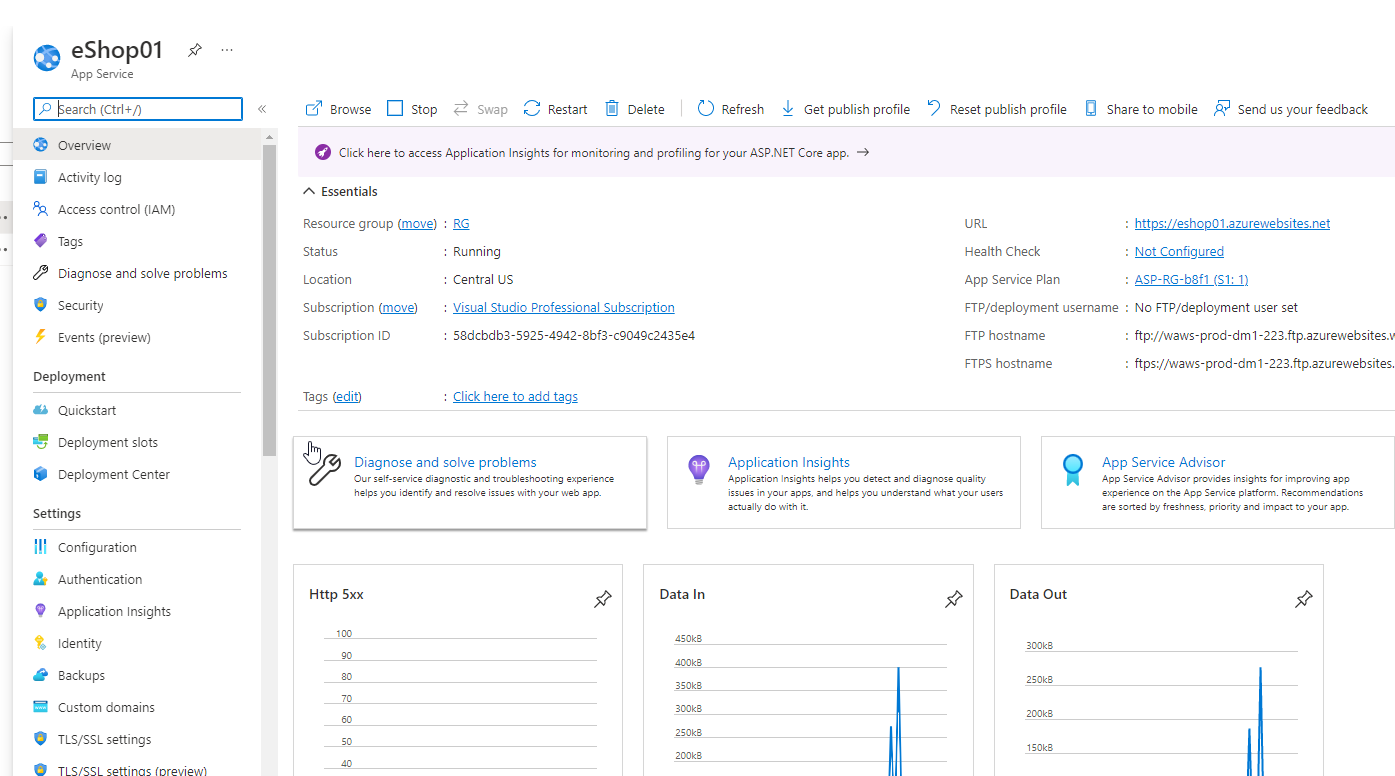 eShop01
App Service
Search (Ctrl+/)
Overview
Activity log
Access control (IAM)
Tags
Diagnose and solve problems
Security
Events (preview)
Deployment
Quickstart
Deployment slots
Deployment Center
Settings
Configuration
Authentication
Application Insights
Identity
Backups
Custom domains
TLS/SSL settings
TLS/SSL settings (preview)
Browse Stop Swap Restart Delete Refresh Get publish profile Reset publish profile Share to mobile Send us your feedback
Click here to access Application Insights for monitoring and profiling for your ASP.NET Core app. →
Essentials
Resource group (move) : RG
Status : Running
Location : Central US
Subscription (move) : Visual Studio Professional Subscription
Subscription ID : 58dcbdb3-5925-4942-8bf3-c9049c2435e4
Tags (edit) : Click here to add tags
URL : https://eshop01.azurewebsites.net
Health Check : Not Configured
App Service Plan : ASP-RG-b8f1 (S1: 1)
FTP/deployment username : No FTP/deployment user set
FTP hostname : ftp://waws-prod-dm1-223.ftp.azurewebsites.w
FTPS hostname : ftps://waws-prod-dm1-223.ftp.azurewebsites.
Diagnose and solve problems
Our self-service diagnostic and troubleshooting experience
helps you identify and resolve issues with your web app.
Application Insights
Application Insights helps you detect and diagnose quality
issues in your apps, and helps you understand what your users
actually do with it.
App Service Advisor
App Service Advisor provides insights for improving app
experience on the App Service platform. Recommendations
are sorted by freshness, priority and impact to your app.
Http 5xx
100
90
80
70
60
50
40
Data In
450kB
400kB
350kB
300kB
250kB
200kB
Data Out
300kB
250kB
200kB
150kB